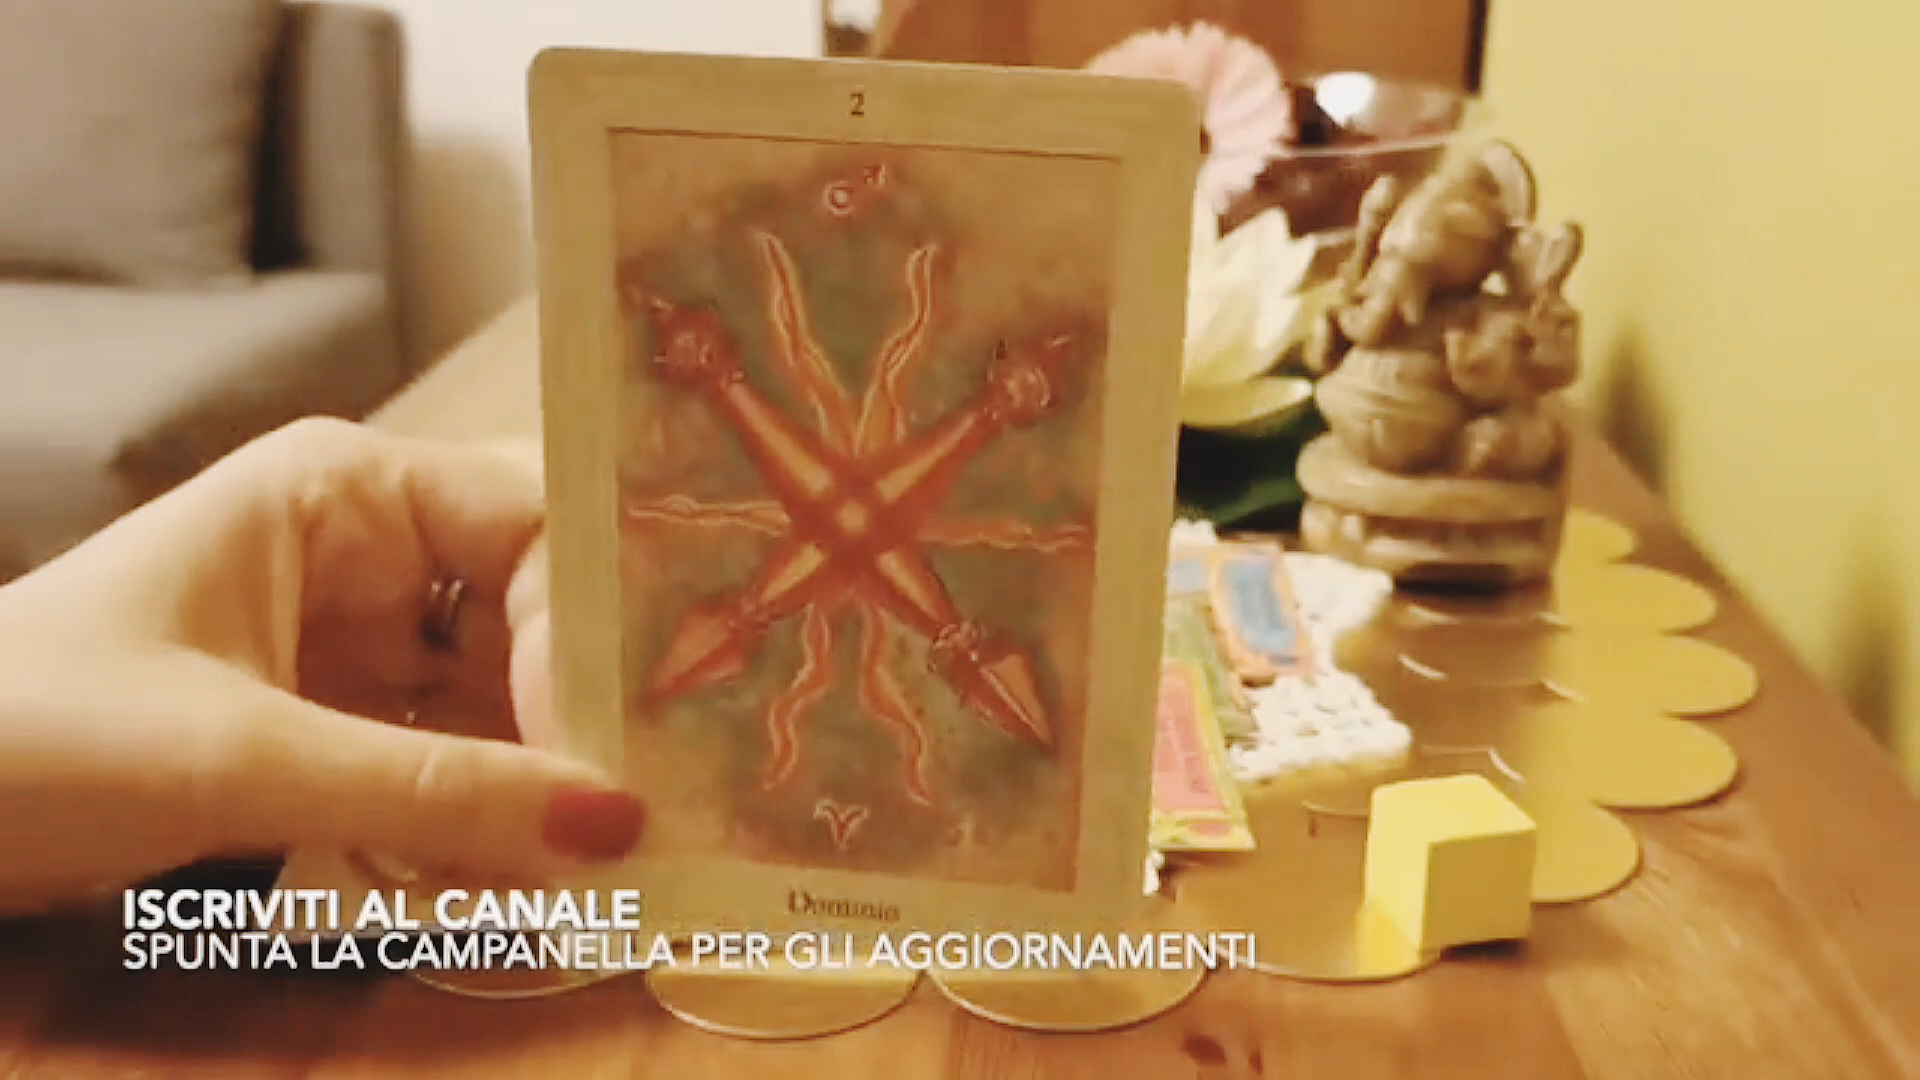 2
Dominio
ISCRIVITI AL CANALE
SPUNTA LA CAMPANELLA PER GLI AGGIORNAMENTI